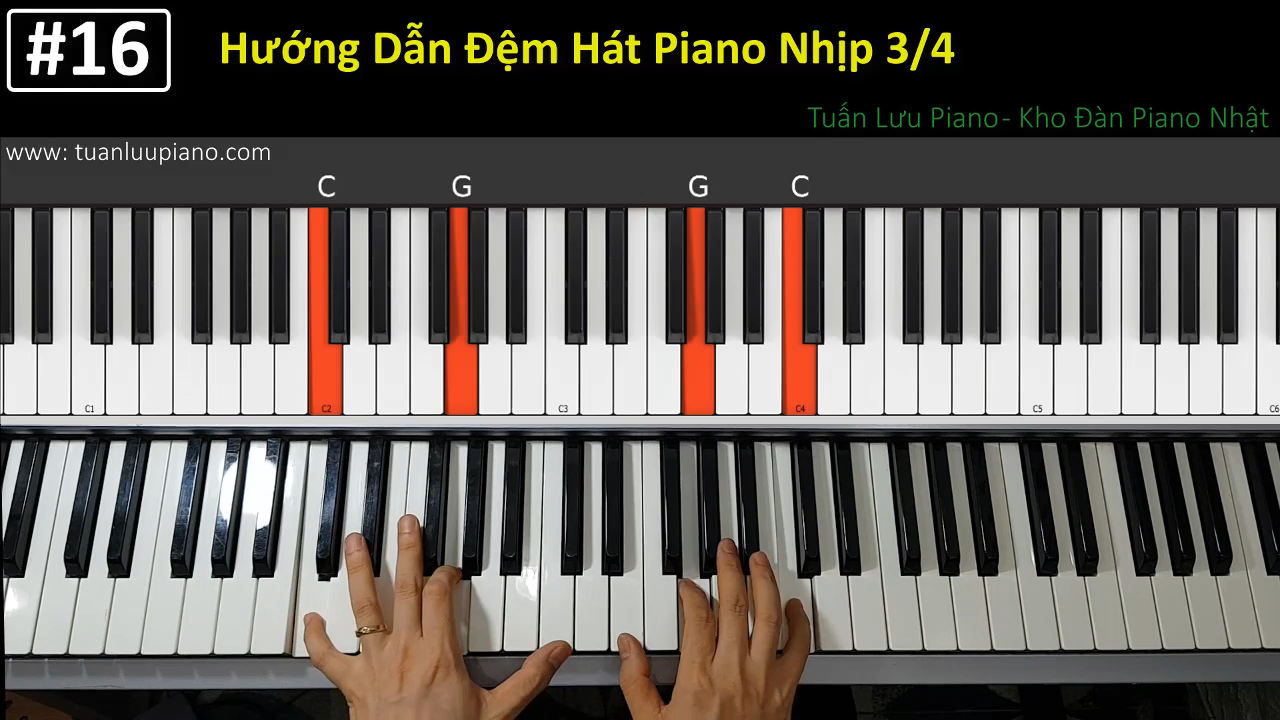 #16
Hướng Dẫn Đệm Hát Piano Nhịp 3/4
Tuấn Lưu Piano - Kho Đàn Piano Nhật
www: tuanluupiano.com
C G G C
C1 C2 C3 C4 C5 C6